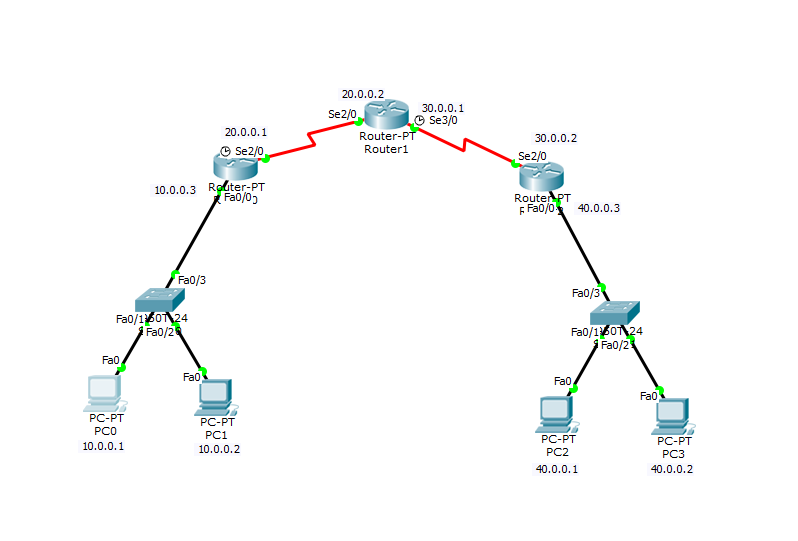 20.0.0.2
30.0.0.1
Se2/0
Se3/0
Router-PT
Router1
20.0.0.1
Se2/0
30.0.0.2
Se2/0
10.0.0.3
Router-PT
Fa0/0
Router-PT
Fa0/0
40.0.0.3
Fa0/3
Fa0/3
Fa0/1
24
Fa0/2
Fa0/1
24
Fa0/2
Fa0
Fa0
Fa0
Fa0
PC-PT
PC0
10.0.0.1
PC-PT
PC1
10.0.0.2
PC-PT
PC2
40.0.0.1
PC-PT
PC3
40.0.0.2